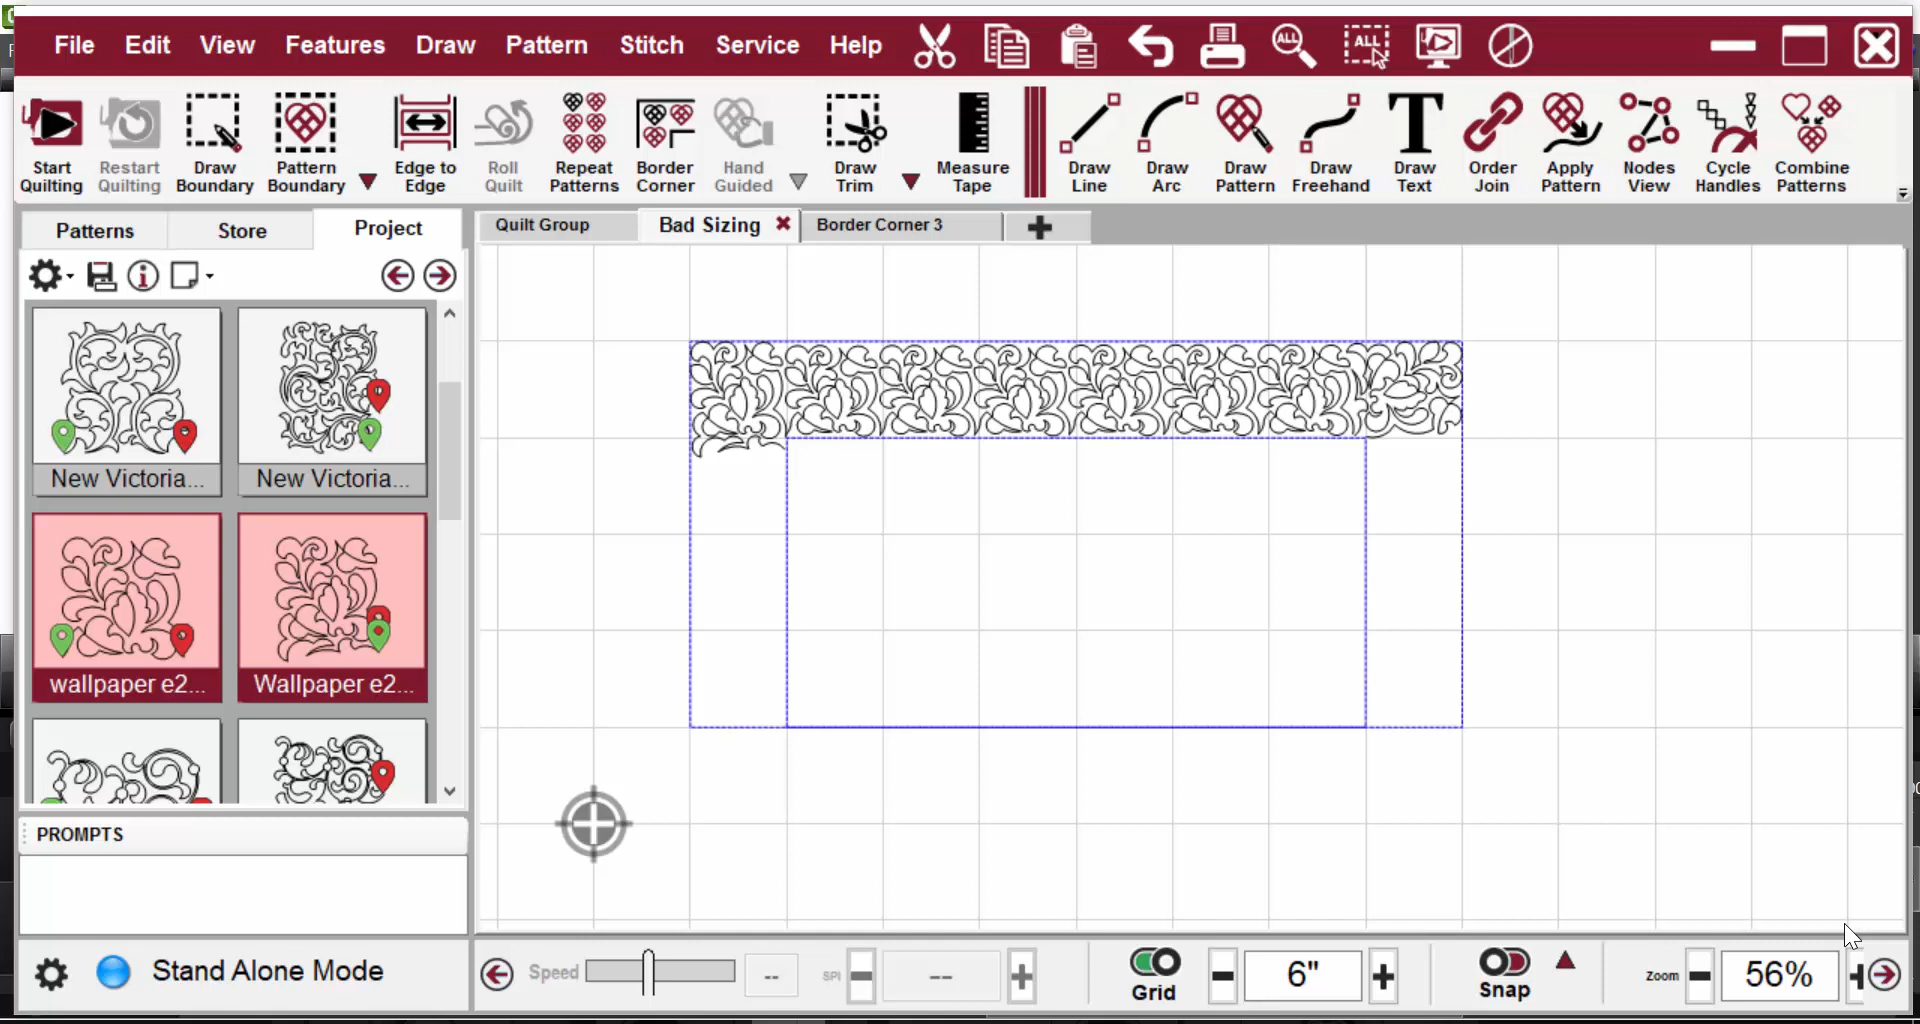 File Edit View Features Draw Pattern Stitch Service Help ALL ALL
Start Quilting
Restart Quilting
Draw Boundary
Pattern Boundary
Edge to Edge
Roll Quilt
Repeat Patterns
Border Corner
Hand Guided
Draw Trim
Measure Tape
Draw Line
Draw Arc
Draw Pattern
Draw Freehand
Draw Text
Order Join
Apply Pattern
Nodes View
Cycle Handles
Combine Patterns
Patterns Store Project
Quilt Group Bad Sizing Border Corner 3
New Victoria... New Victoria...
wallpaper e2... Wallpaper e2...
PROMPTS
Stand Alone Mode
Speed -- SPI --
Grid 6" Snap Zoom 56%